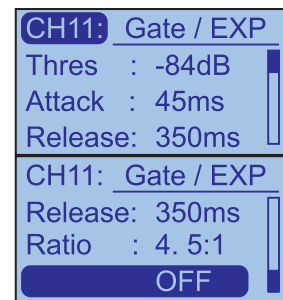 CH11: Gate / EXP
Thres : -84dB
Attack : 45ms
Release: 350ms
CH11: Gate / EXP
Release: 350ms
Ratio : 4. 5:1
OFF